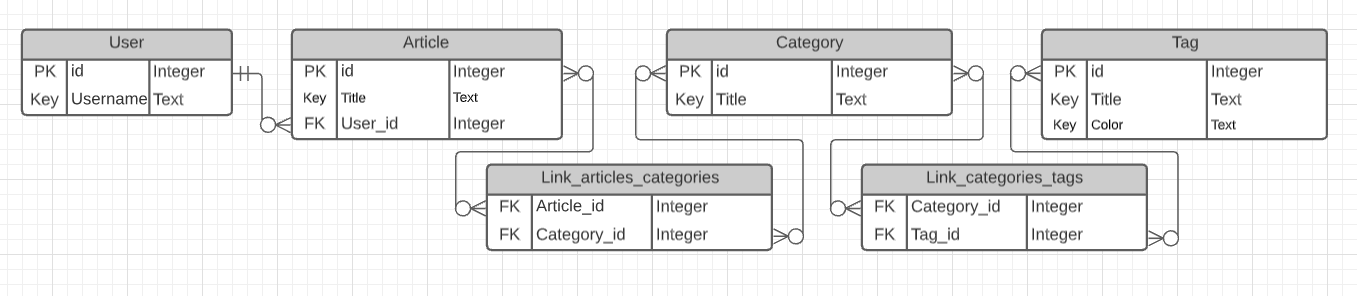 User
PK id Integer
Key Username Text
Article
PK id Integer
Key Title Text
FK User_id Integer
Category
PK id Integer
Key Title Text
Tag
PK id Integer
Key Title Text
Key Color Text
Link_articles_categories
FK Article_id Integer
FK Category_id Integer
Link_categories_tags
FK Category_id Integer
FK Tag_id Integer